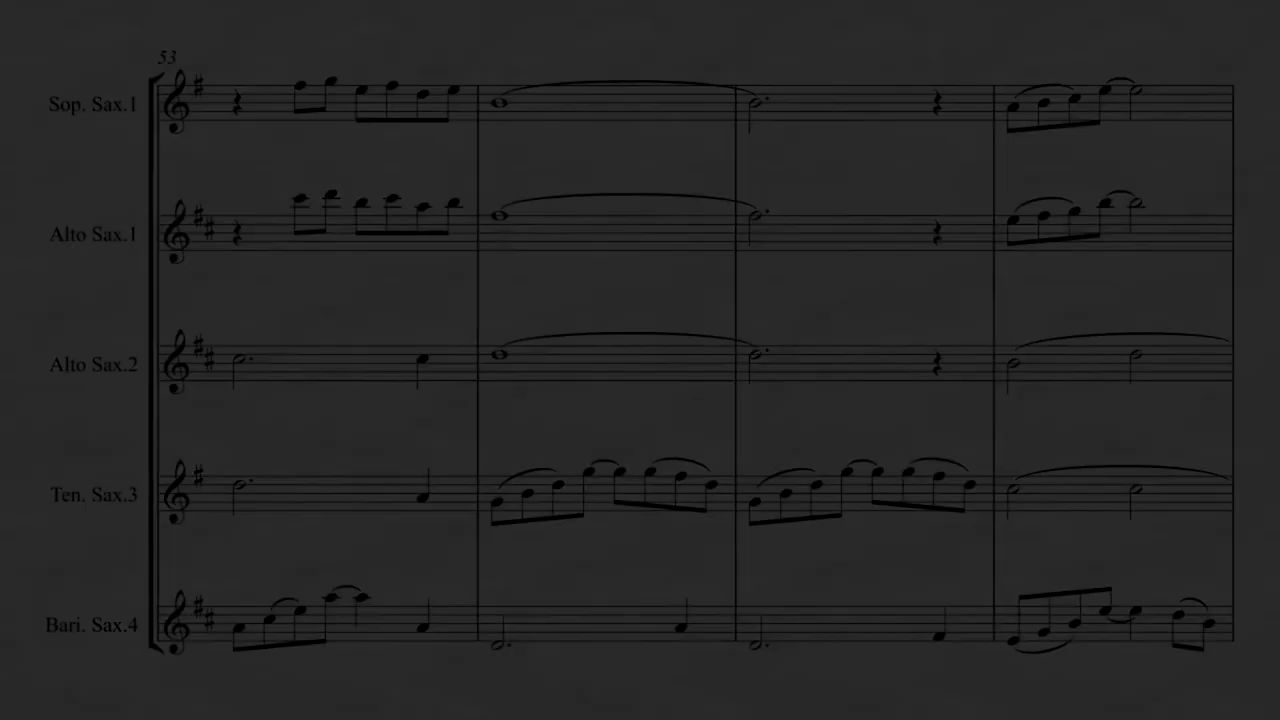 53
Sop. Sax.1
Alto Sax.1
Alto Sax.2
Ten. Sax.3
Bari. Sax.4